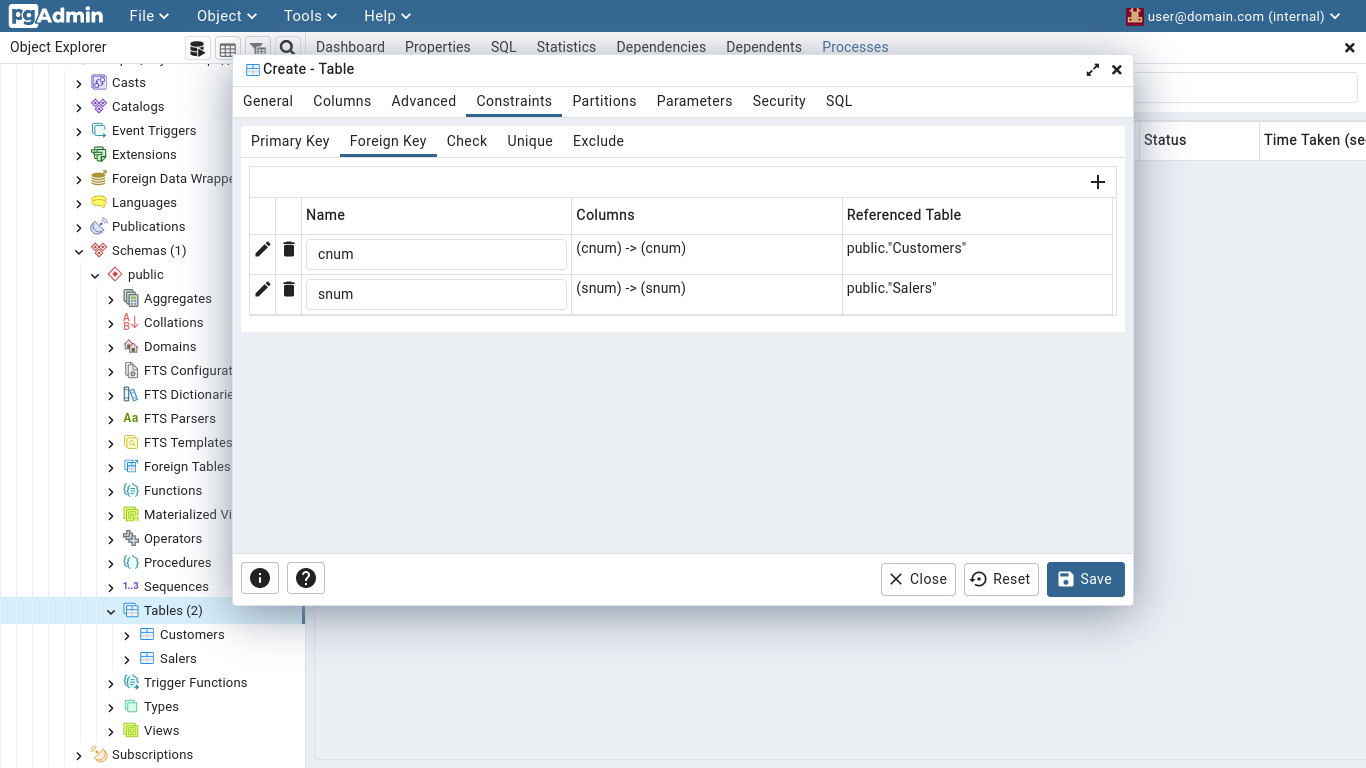 pgAdmin File Object Tools Help user@domain.com (internal)
Object Explorer Dashboard Properties SQL Statistics Dependencies Dependents Processes
Create - Table
General Columns Advanced Constraints Partitions Parameters Security SQL
Primary Key Foreign Key Check Unique Exclude
Name Columns Referenced Table
cnum (cnum) -> (cnum) public."Customers"
snum (snum) -> (snum) public."Salers"
Close Reset Save
Status Time Taken (se
Casts
Catalogs
Event Triggers
Extensions
Foreign Data Wrappe
Languages
Publications
Schemas (1)
public
Aggregates
Collations
Domains
FTS Configurat
FTS Dictionarie
Aa FTS Parsers
FTS Templates
Foreign Tables
Functions
Materialized Vi
Operators
Procedures
1..3 Sequences
Tables (2)
Customers
Salers
Trigger Functions
Types
Views
Subscriptions